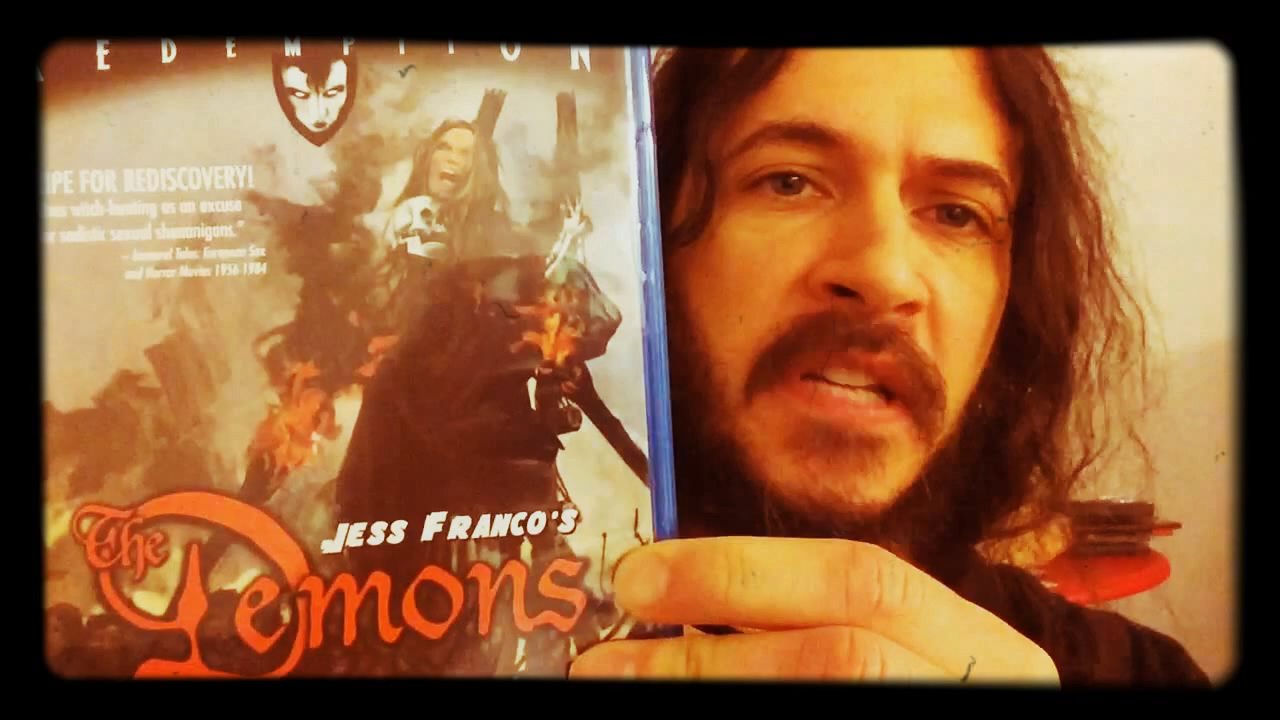 EDEMPTION
IPE FOR REDISCOVERY!
witch-hunting as an excuse
r sadistic sexual shenanigans."
- Immoral Tales: European Sex
and Horror Movies 1956-1984
JESS FRANCO'S
The Demons